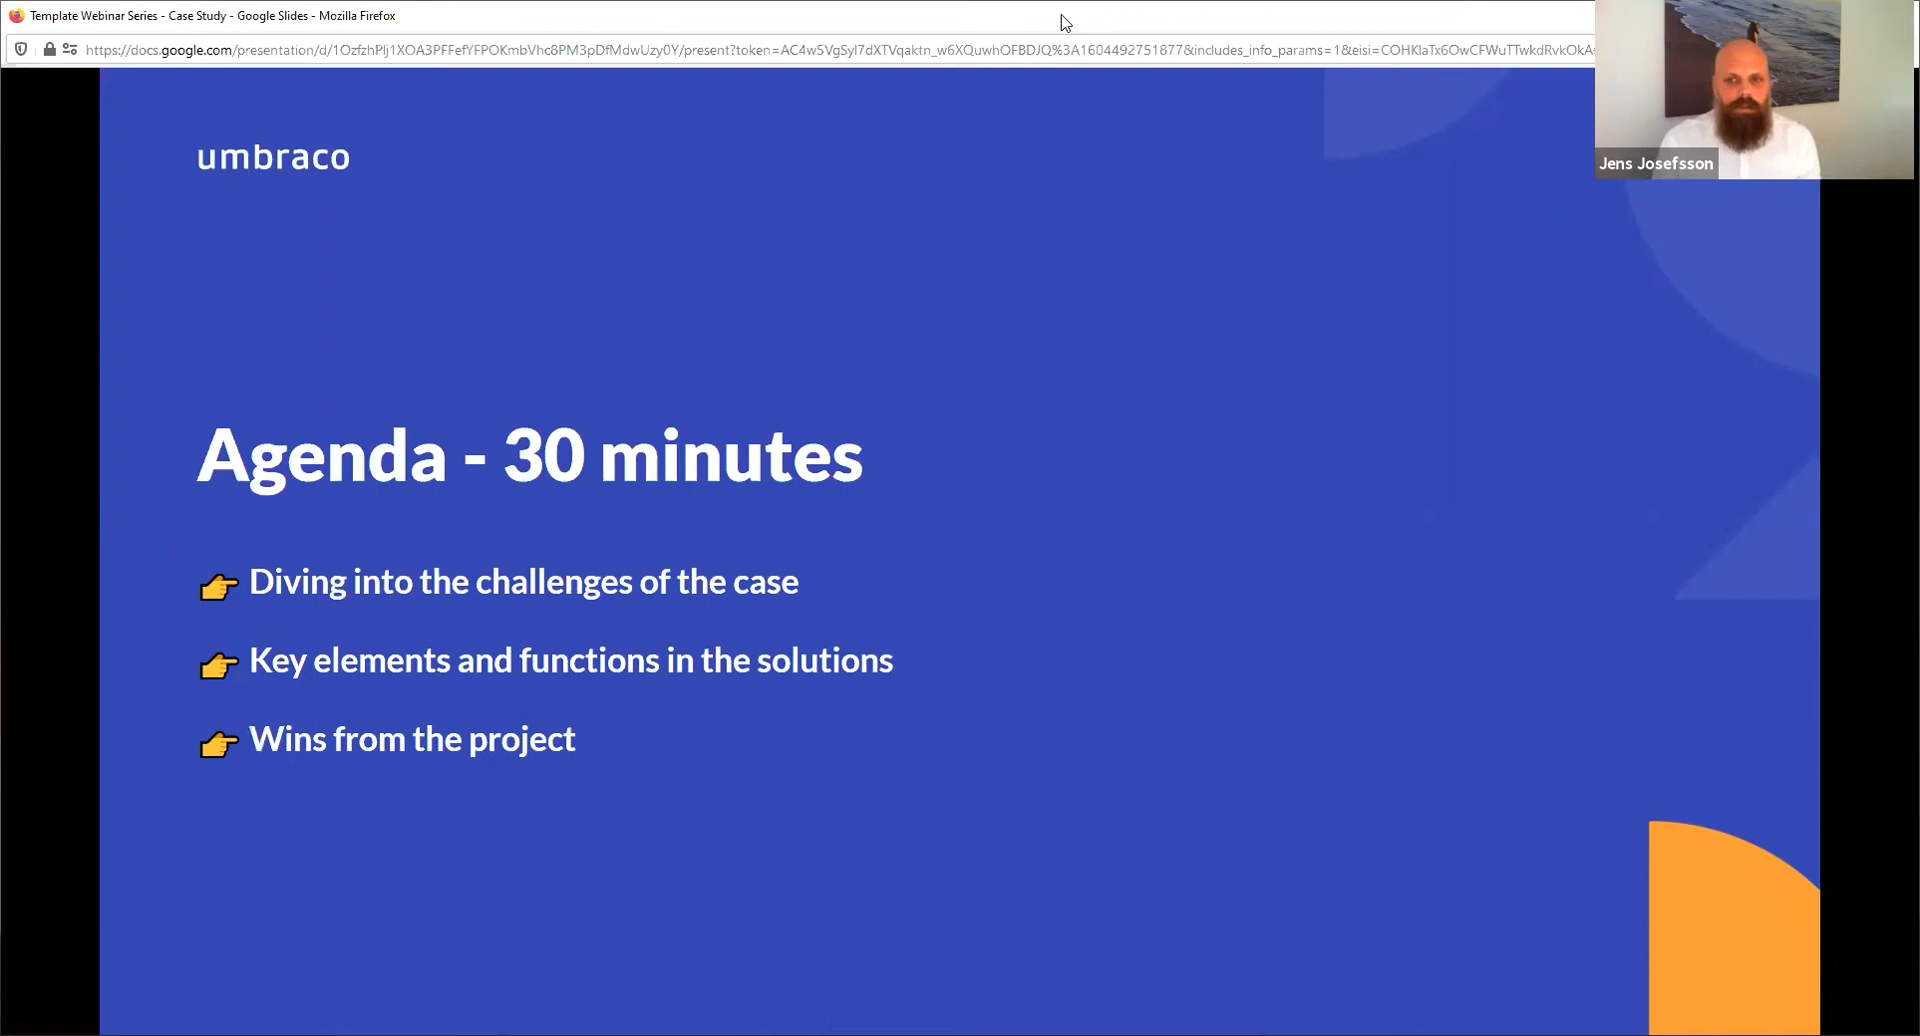 Template Webinar Series - Case Study - Google Slides - Mozilla Firefox
https://docs.google.com/presentation/d/1OzfzhPIj1XOA3PFFefYFPOKmbVhc8PM3pDfMdwUzy0Y/present?token=AC4w5VgSyI7dXTVqaktn_w6XQuwhOFBDJQ%3A1604492751877&includes_info_params=1&eisi=COHKlaTx6OwCFWuTTwkdRvkOkA
Jens Josefsson
umbraco
Agenda - 30 minutes
👉 Diving into the challenges of the case
👉 Key elements and functions in the solutions
👉 Wins from the project